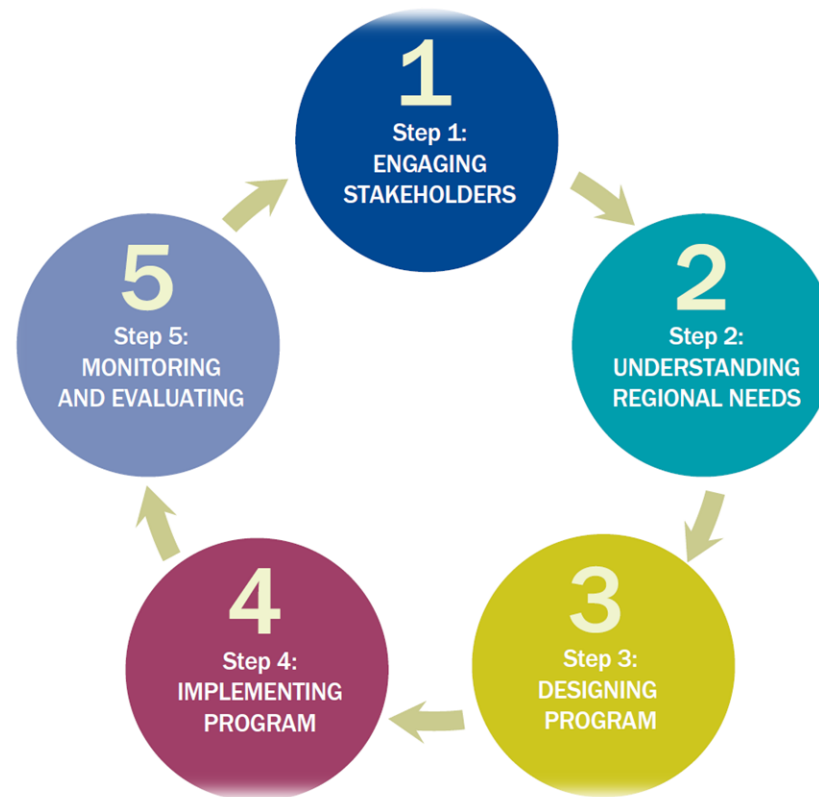 1
Step 1:
ENGAGING
STAKEHOLDERS
2
Step 2:
UNDERSTANDING
REGIONAL NEEDS
3
Step 3:
DESIGNING
PROGRAM
4
Step 4:
IMPLEMENTING
PROGRAM
5
Step 5:
MONITORING
AND EVALUATING